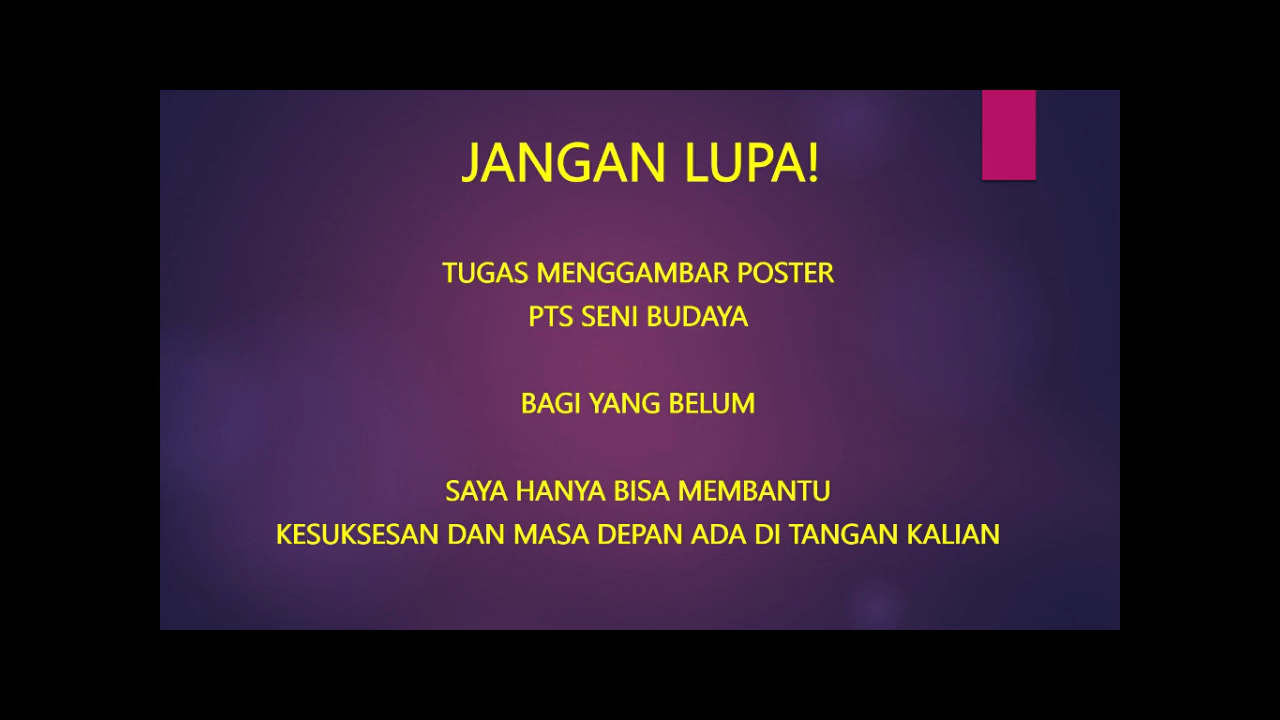 JANGAN LUPA!
TUGAS MENGGAMBAR POSTER
PTS SENI BUDAYA
BAGI YANG BELUM
SAYA HANYA BISA MEMBANTU
KESUKSESAN DAN MASA DEPAN ADA DI TANGAN KALIAN